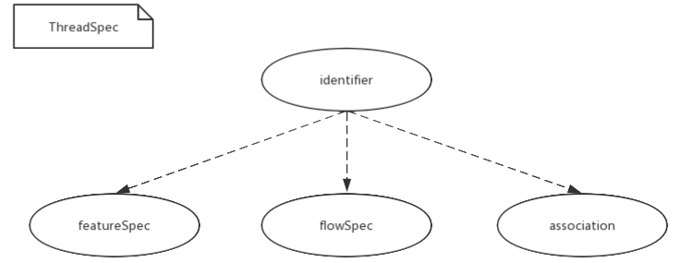 ThreadSpec
identifier
featureSpec
flowSpec
association